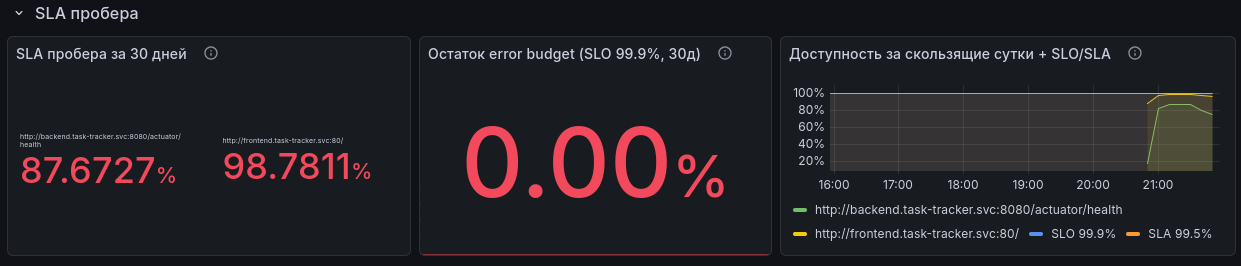 SLA пробера
SLA пробера за 30 дней
http://backend.task-tracker.svc:8080/actuator/
health
87.6727%
http://frontend.task-tracker.svc:80/
98.7811%
Остаток error budget (SLO 99.9%, 30д)
0.00%
Доступность за скользящие сутки + SLO/SLA
100%
80%
60%
40%
20%
16:00 17:00 18:00 19:00 20:00 21:00
http://backend.task-tracker.svc:8080/actuator/health
http://frontend.task-tracker.svc:80/ SLO 99.9% SLA 99.5%